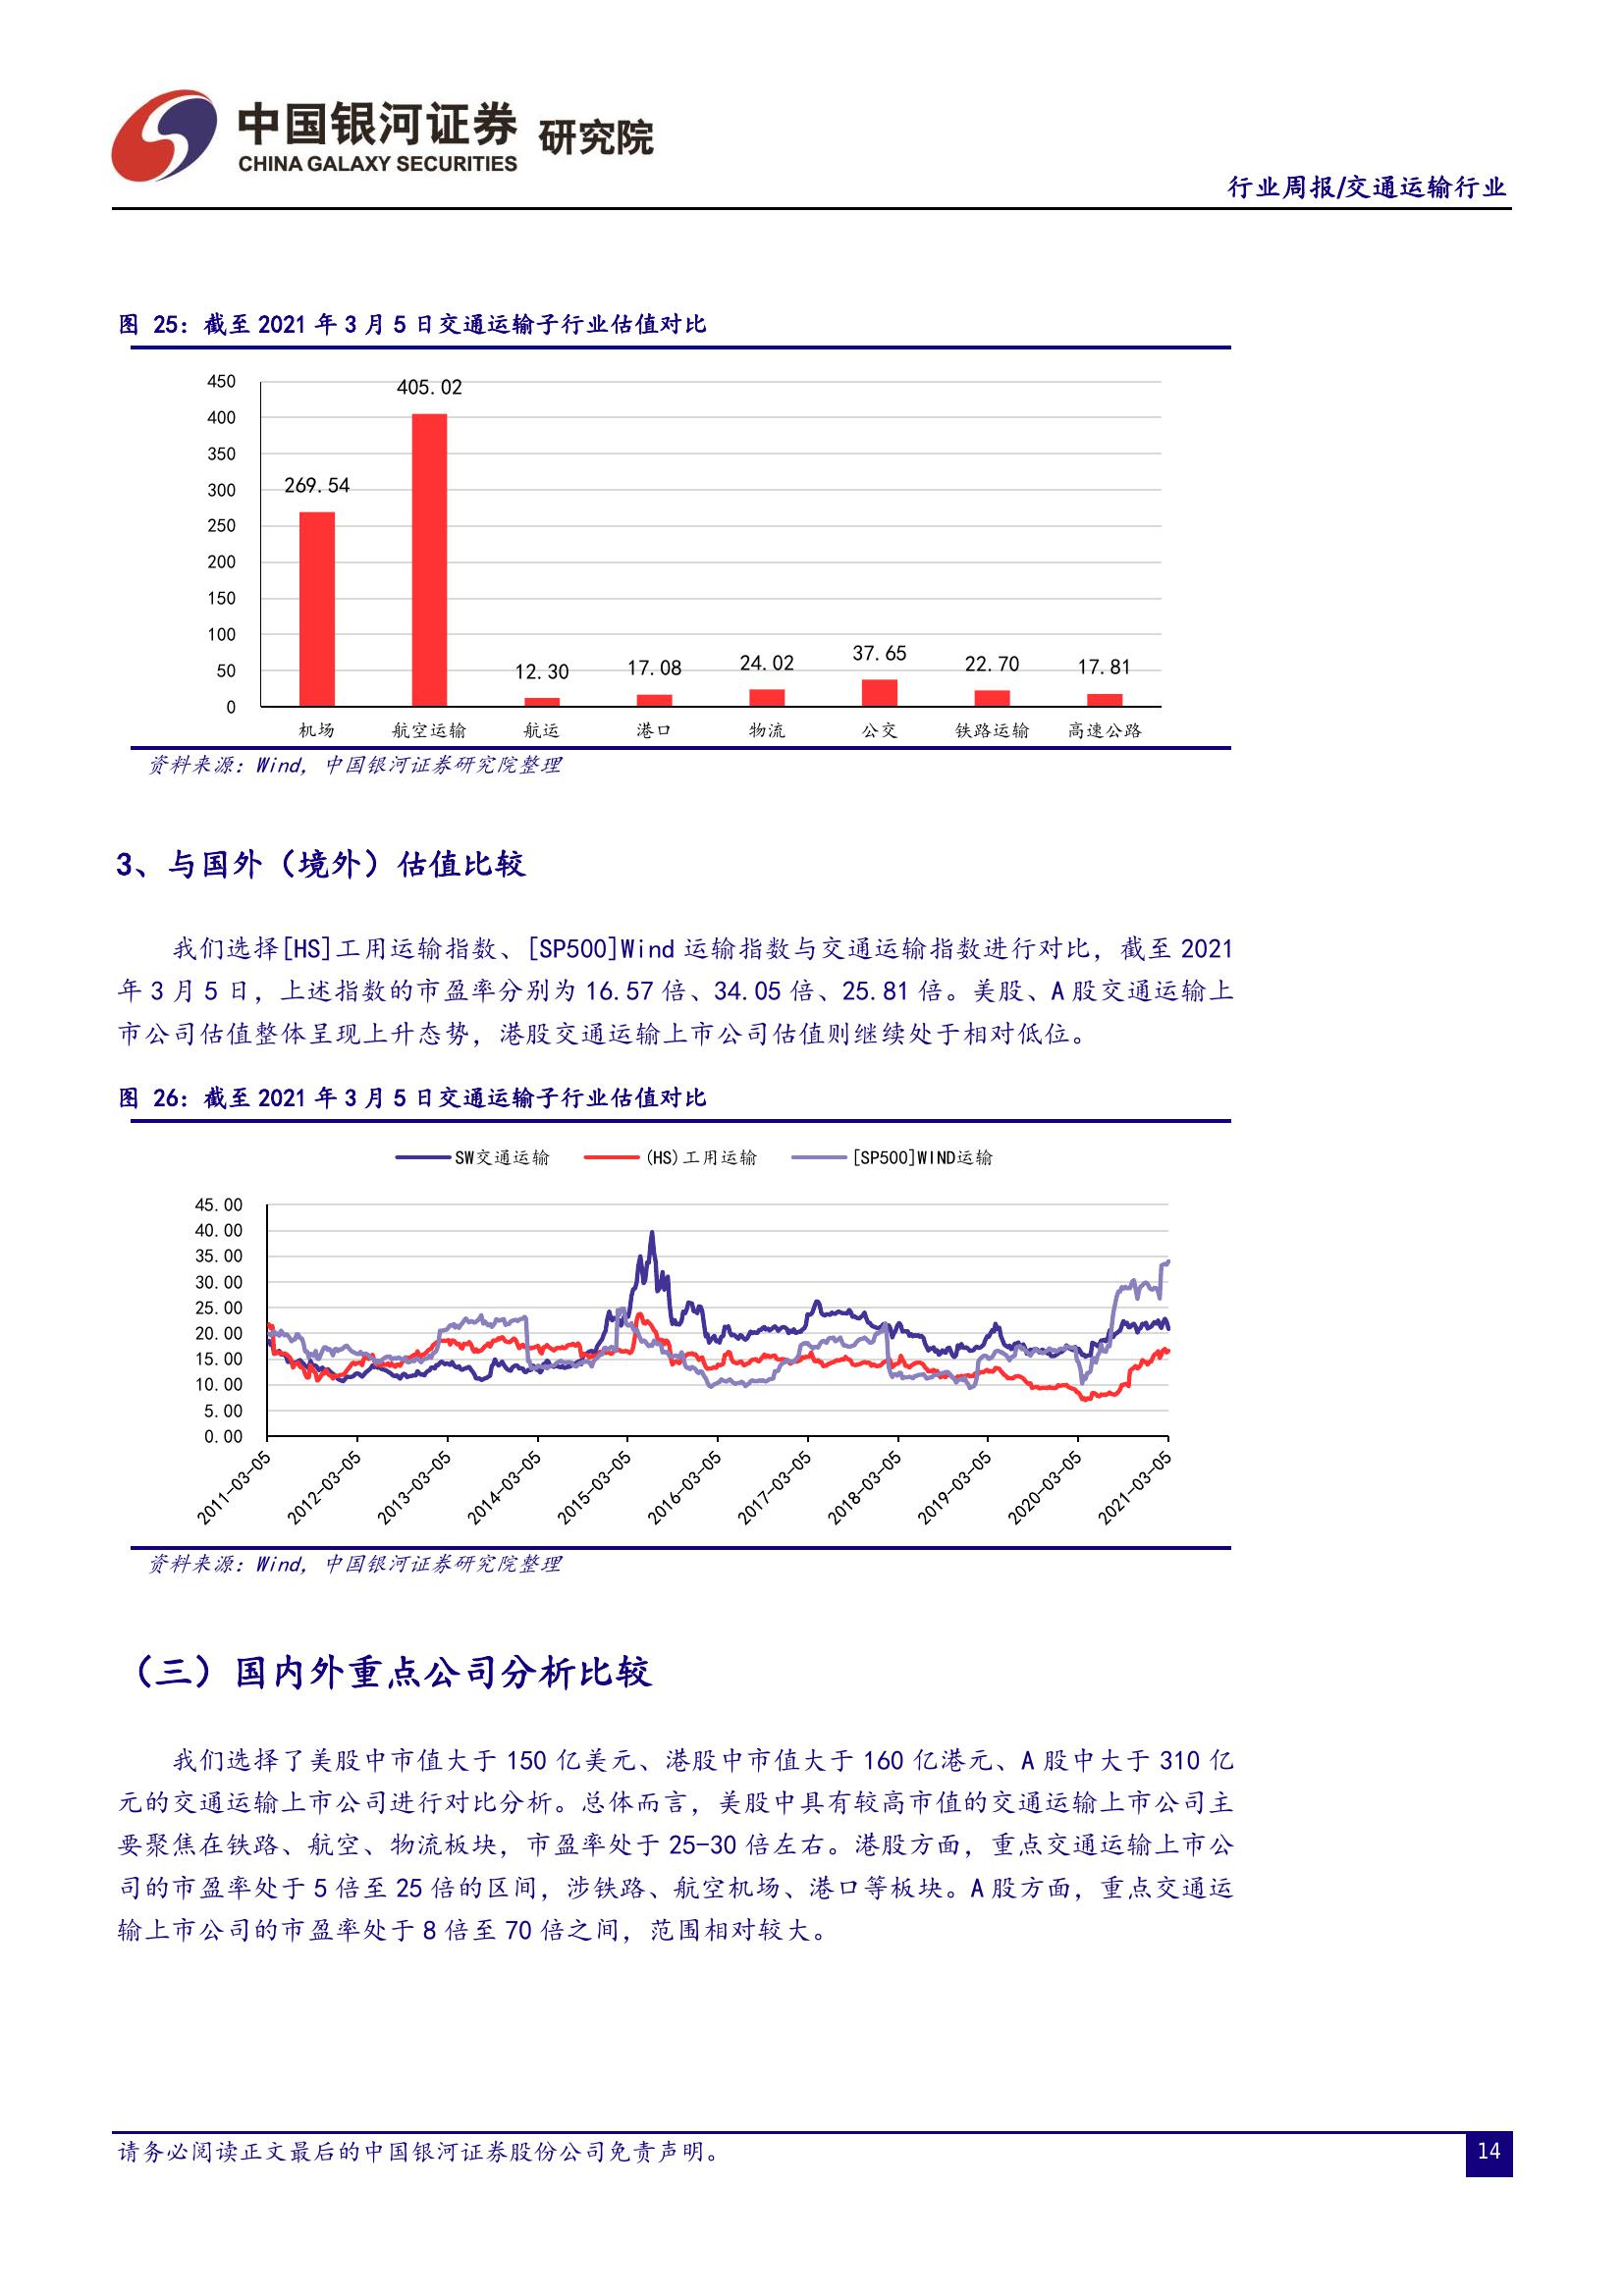 中国银河证券 研究院
CHINA GALAXY SECURITIES
行业周报/交通运输行业
图 25：截至 2021 年 3 月 5 日交通运输子行业估值对比
450
400
350
300
250
200
150
100
50
0
269.54
405.02
12.30
17.08
24.02
37.65
22.70
17.81
机场 航空运输 航运 港口 物流 公交 铁路运输 高速公路
资料来源：Wind，中国银河证券研究院整理
3、与国外（境外）估值比较
我们选择[HS]工用运输指数、[SP500]Wind 运输指数与交通运输指数进行对比，截至 2021
年 3 月 5 日，上述指数的市盈率分别为 16.57 倍、34.05 倍、25.81 倍。美股、A 股交通运输上
市公司估值整体呈现上升态势，港股交通运输上市公司估值则继续处于相对低位。
图 26：截至 2021 年 3 月 5 日交通运输子行业估值对比
SW交通运输 (HS)工用运输 [SP500]WIND运输
45.00
40.00
35.00
30.00
25.00
20.00
15.00
10.00
5.00
0.00
2011-03-05 2012-03-05 2013-03-05 2014-03-05 2015-03-05 2016-03-05 2017-03-05 2018-03-05 2019-03-05 2020-03-05 2021-03-05
资料来源：Wind，中国银河证券研究院整理
（三）国内外重点公司分析比较
我们选择了美股中市值大于 150 亿美元、港股中市值大于 160 亿港元、A 股中大于 310 亿
元的交通运输上市公司进行对比分析。总体而言，美股中具有较高市值的交通运输上市公司主
要聚焦在铁路、航空、物流板块，市盈率处于 25-30 倍左右。港股方面，重点交通运输上市公
司的市盈率处于 5 倍至 25 倍的区间，涉铁路、航空机场、港口等板块。A 股方面，重点交通运
输上市公司的市盈率处于 8 倍至 70 倍之间，范围相对较大。
请务必阅读正文最后的中国银河证券股份公司免责声明。
14